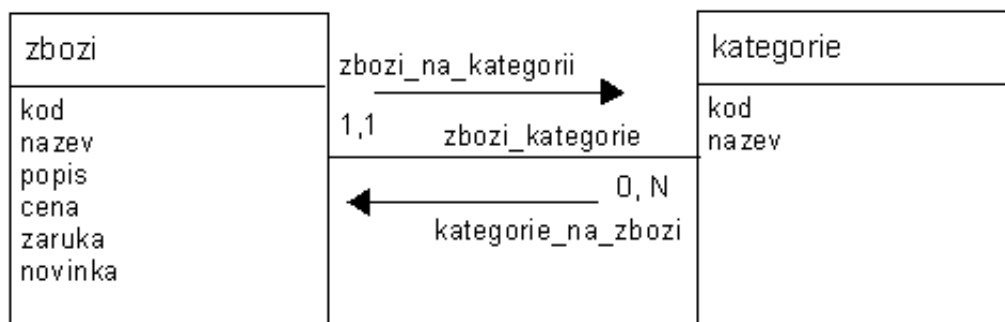 zbozi
kod
nazev
popis
cena
zaruka
novinka
zbozi_na_kategorii
1,1
zbozi_kategorie
0, N
kategorie_na_zbozi
kategorie
kod
nazev